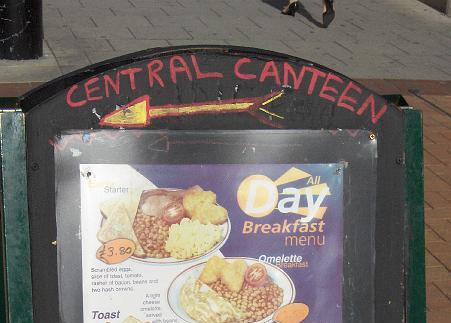 CENTRAL CANTEEN
All
Day
Breakfast
menu
Starter
£3.80
Scrambled eggs,
slice of toast, tomato,
rasher of bacon, beans and
two hash browns.
Omelette
Breakfast
A light
cheese
omelette,
served
Toast